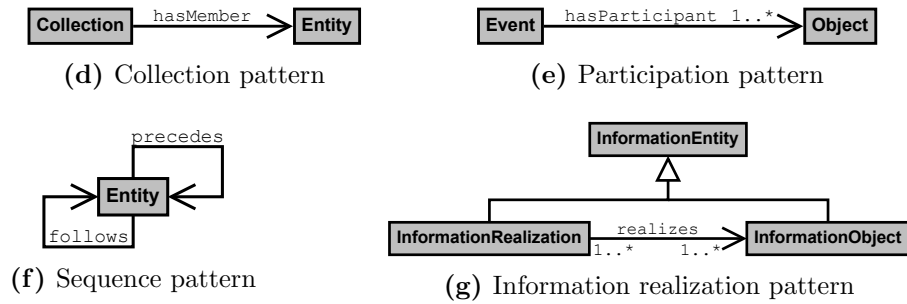 Collection hasMember Entity
Event hasParticipant 1..* Object
(d) Collection pattern
(e) Participation pattern
precedes
Entity
follows
(f) Sequence pattern
InformationEntity
InformationRealization realizes InformationObject
1..* 1..*
(g) Information realization pattern